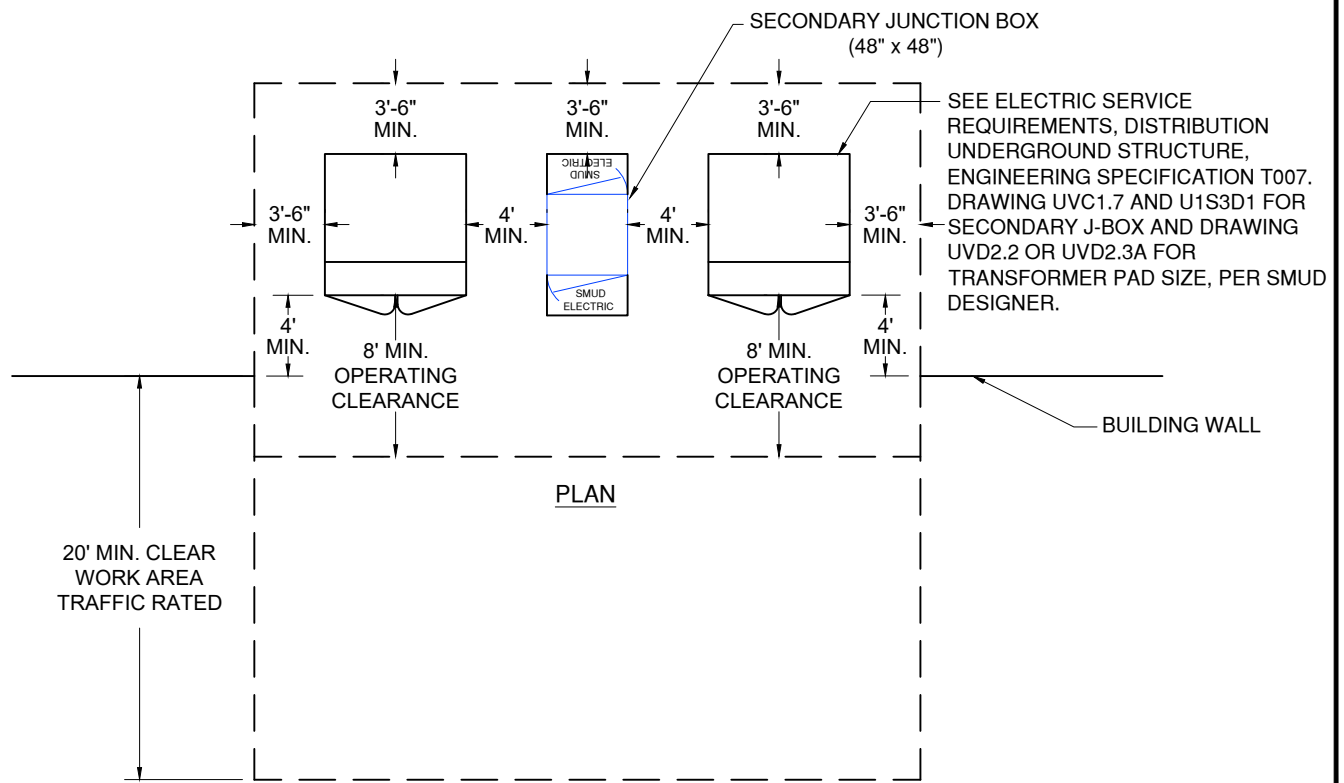 SECONDARY JUNCTION BOX
(48" x 48")
3'-6"
MIN.
3'-6"
MIN.
3'-6"
MIN.
SEE ELECTRIC SERVICE
REQUIREMENTS, DISTRIBUTION
UNDERGROUND STRUCTURE,
ENGINEERING SPECIFICATION T007.
DRAWING UVC1.7 AND U1S3D1 FOR
SECONDARY J-BOX AND DRAWING
UVD2.2 OR UVD2.3A FOR
TRANSFORMER PAD SIZE, PER SMUD
DESIGNER.
SMUD
ELECTRIC
3'-6"
MIN.
4'
MIN.
4'
MIN.
3'-6"
MIN.
SMUD
ELECTRIC
4'
MIN.
8' MIN.
OPERATING
CLEARANCE
8' MIN.
OPERATING
CLEARANCE
4'
MIN.
BUILDING WALL
PLAN
20' MIN. CLEAR
WORK AREA
TRAFFIC RATED